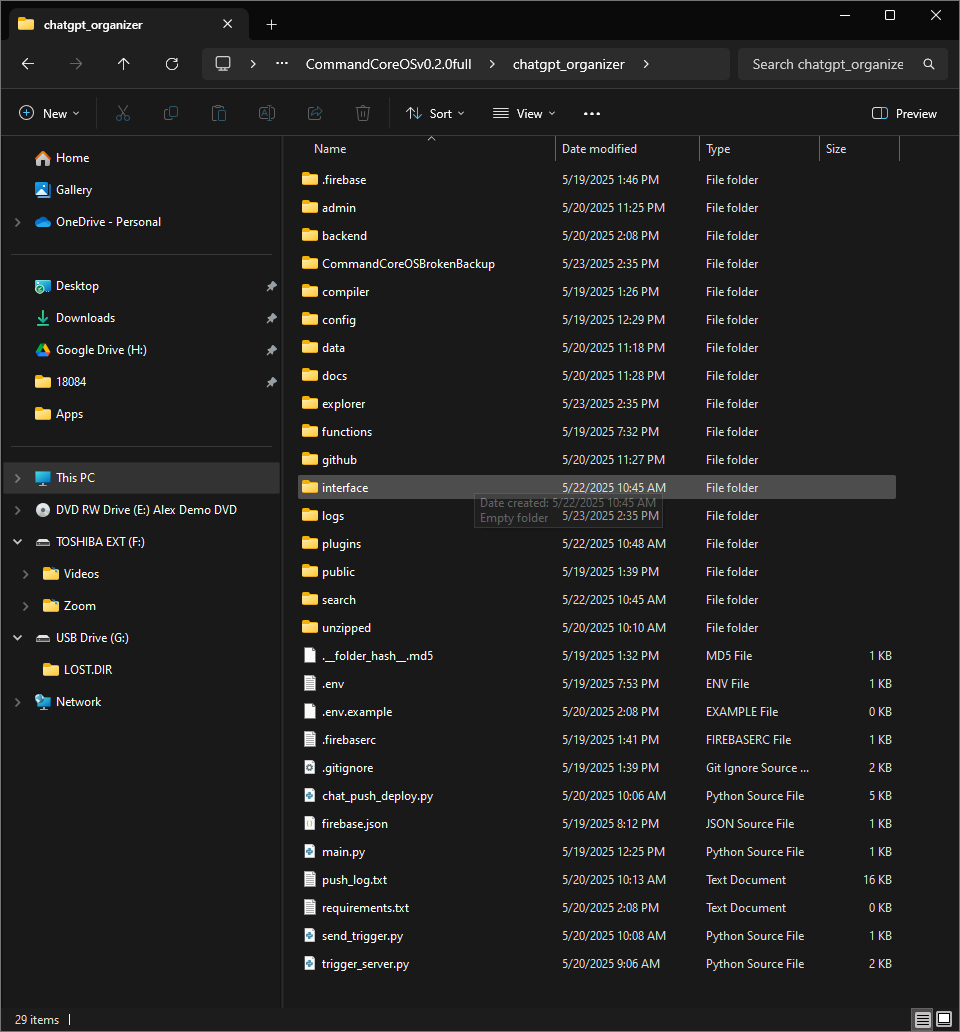 chatgpt_organizer
CommandCoreOSv0.2.0full
chatgpt_organizer
Search chatgpt_organize
New
Sort
View
Preview
Home
Gallery
OneDrive - Personal
Desktop
Downloads
Google Drive (H:)
18084
Apps
This PC
DVD RW Drive (E:) Alex Demo DVD
TOSHIBA EXT (F:)
Videos
Zoom
USB Drive (G:)
LOST.DIR
Network
Name Date modified Type Size
.firebase 5/19/2025 1:46 PM File folder
admin 5/20/2025 11:25 PM File folder
backend 5/20/2025 2:08 PM File folder
CommandCoreOSBrokenBackup 5/23/2025 2:35 PM File folder
compiler 5/19/2025 1:26 PM File folder
config 5/19/2025 12:29 PM File folder
data 5/20/2025 11:18 PM File folder
docs 5/20/2025 11:28 PM File folder
explorer 5/23/2025 2:35 PM File folder
functions 5/19/2025 7:32 PM File folder
github 5/20/2025 11:27 PM File folder
interface 5/22/2025 10:45 AM File folder
Date created: 5/22/2025 10:45 AM
Empty folder
logs 5/23/2025 2:35 PM File folder
plugins 5/22/2025 10:48 AM File folder
public 5/19/2025 1:39 PM File folder
search 5/22/2025 10:45 AM File folder
unzipped 5/20/2025 10:10 AM File folder
.__folder_hash__.md5 5/19/2025 1:32 PM MD5 File 1 KB
.env 5/19/2025 7:53 PM ENV File 1 KB
.env.example 5/20/2025 2:08 PM EXAMPLE File 0 KB
.firebaserc 5/19/2025 1:41 PM FIREBASERC File 1 KB
.gitignore 5/19/2025 1:39 PM Git Ignore Source ... 2 KB
chat_push_deploy.py 5/20/2025 10:06 AM Python Source File 5 KB
firebase.json 5/19/2025 8:12 PM JSON Source File 1 KB
main.py 5/19/2025 12:25 PM Python Source File 1 KB
push_log.txt 5/20/2025 10:13 AM Text Document 16 KB
requirements.txt 5/20/2025 2:08 PM Text Document 0 KB
send_trigger.py 5/20/2025 10:08 AM Python Source File 1 KB
trigger_server.py 5/20/2025 9:06 AM Python Source File 2 KB
29 items